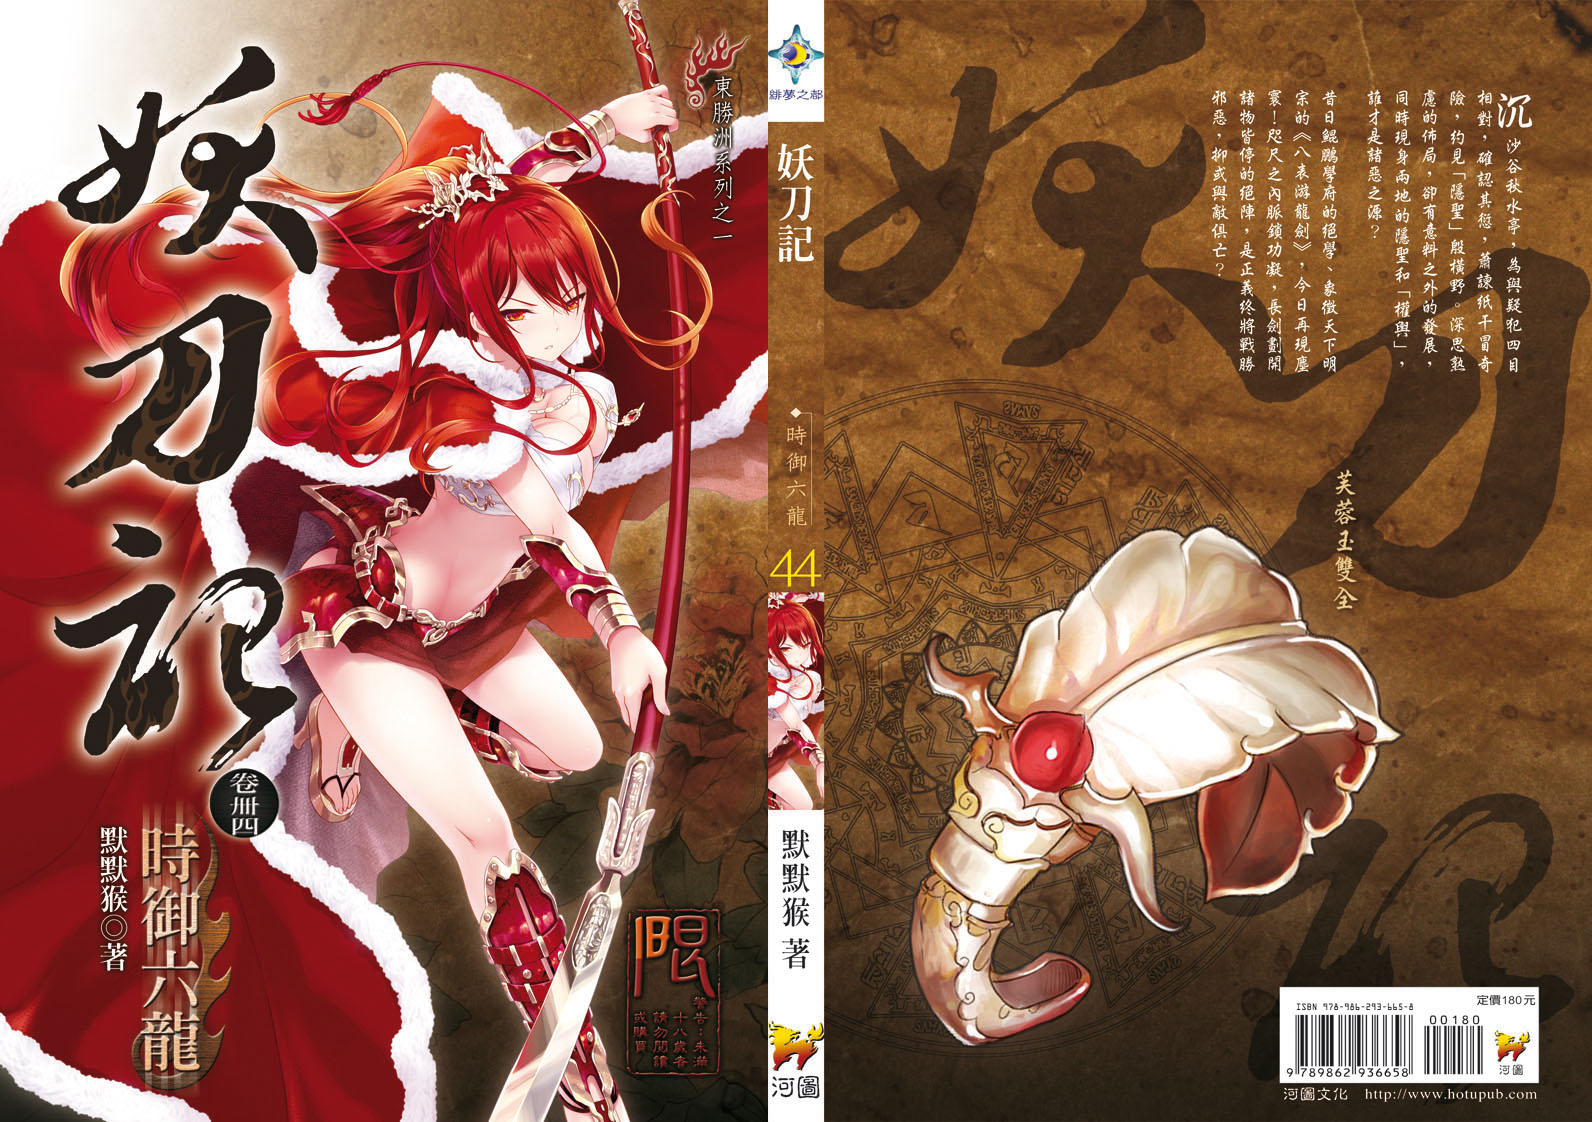 妖刀記
東勝洲系列之一
卷卌四
時御六龍
默默猴◎著
限
警告：未滿
十八歲者
請勿閱讀
或購買
緋夢之都
妖刀記
時御六龍
44
默默猴 著
河圖
妖刀記
沉沙谷秋水亭，為與疑犯四目
相對，確認其愆，蕭諫紙干冒奇
險，約見「隱聖」殷橫野。深思熟
慮的佈局，卻有意料之外的發展，
同時現身兩地的隱聖和「權輿」，
誰才是諸惡之源？
昔日鯤鵬學府的絕學、象徵天下明
宗的《八表游龍劍》，今日再現塵
寰！咫尺之內脈鎖功凝，長劍劃開
諸物皆停的絕陣，是正義終將戰勝
邪惡，抑或與敵俱亡？
芙蓉玉雙全
ISBN 978-986-293-665-8
定價180元
00180
9 789862 936658
河圖
河圖文化 http://www.hotupub.com